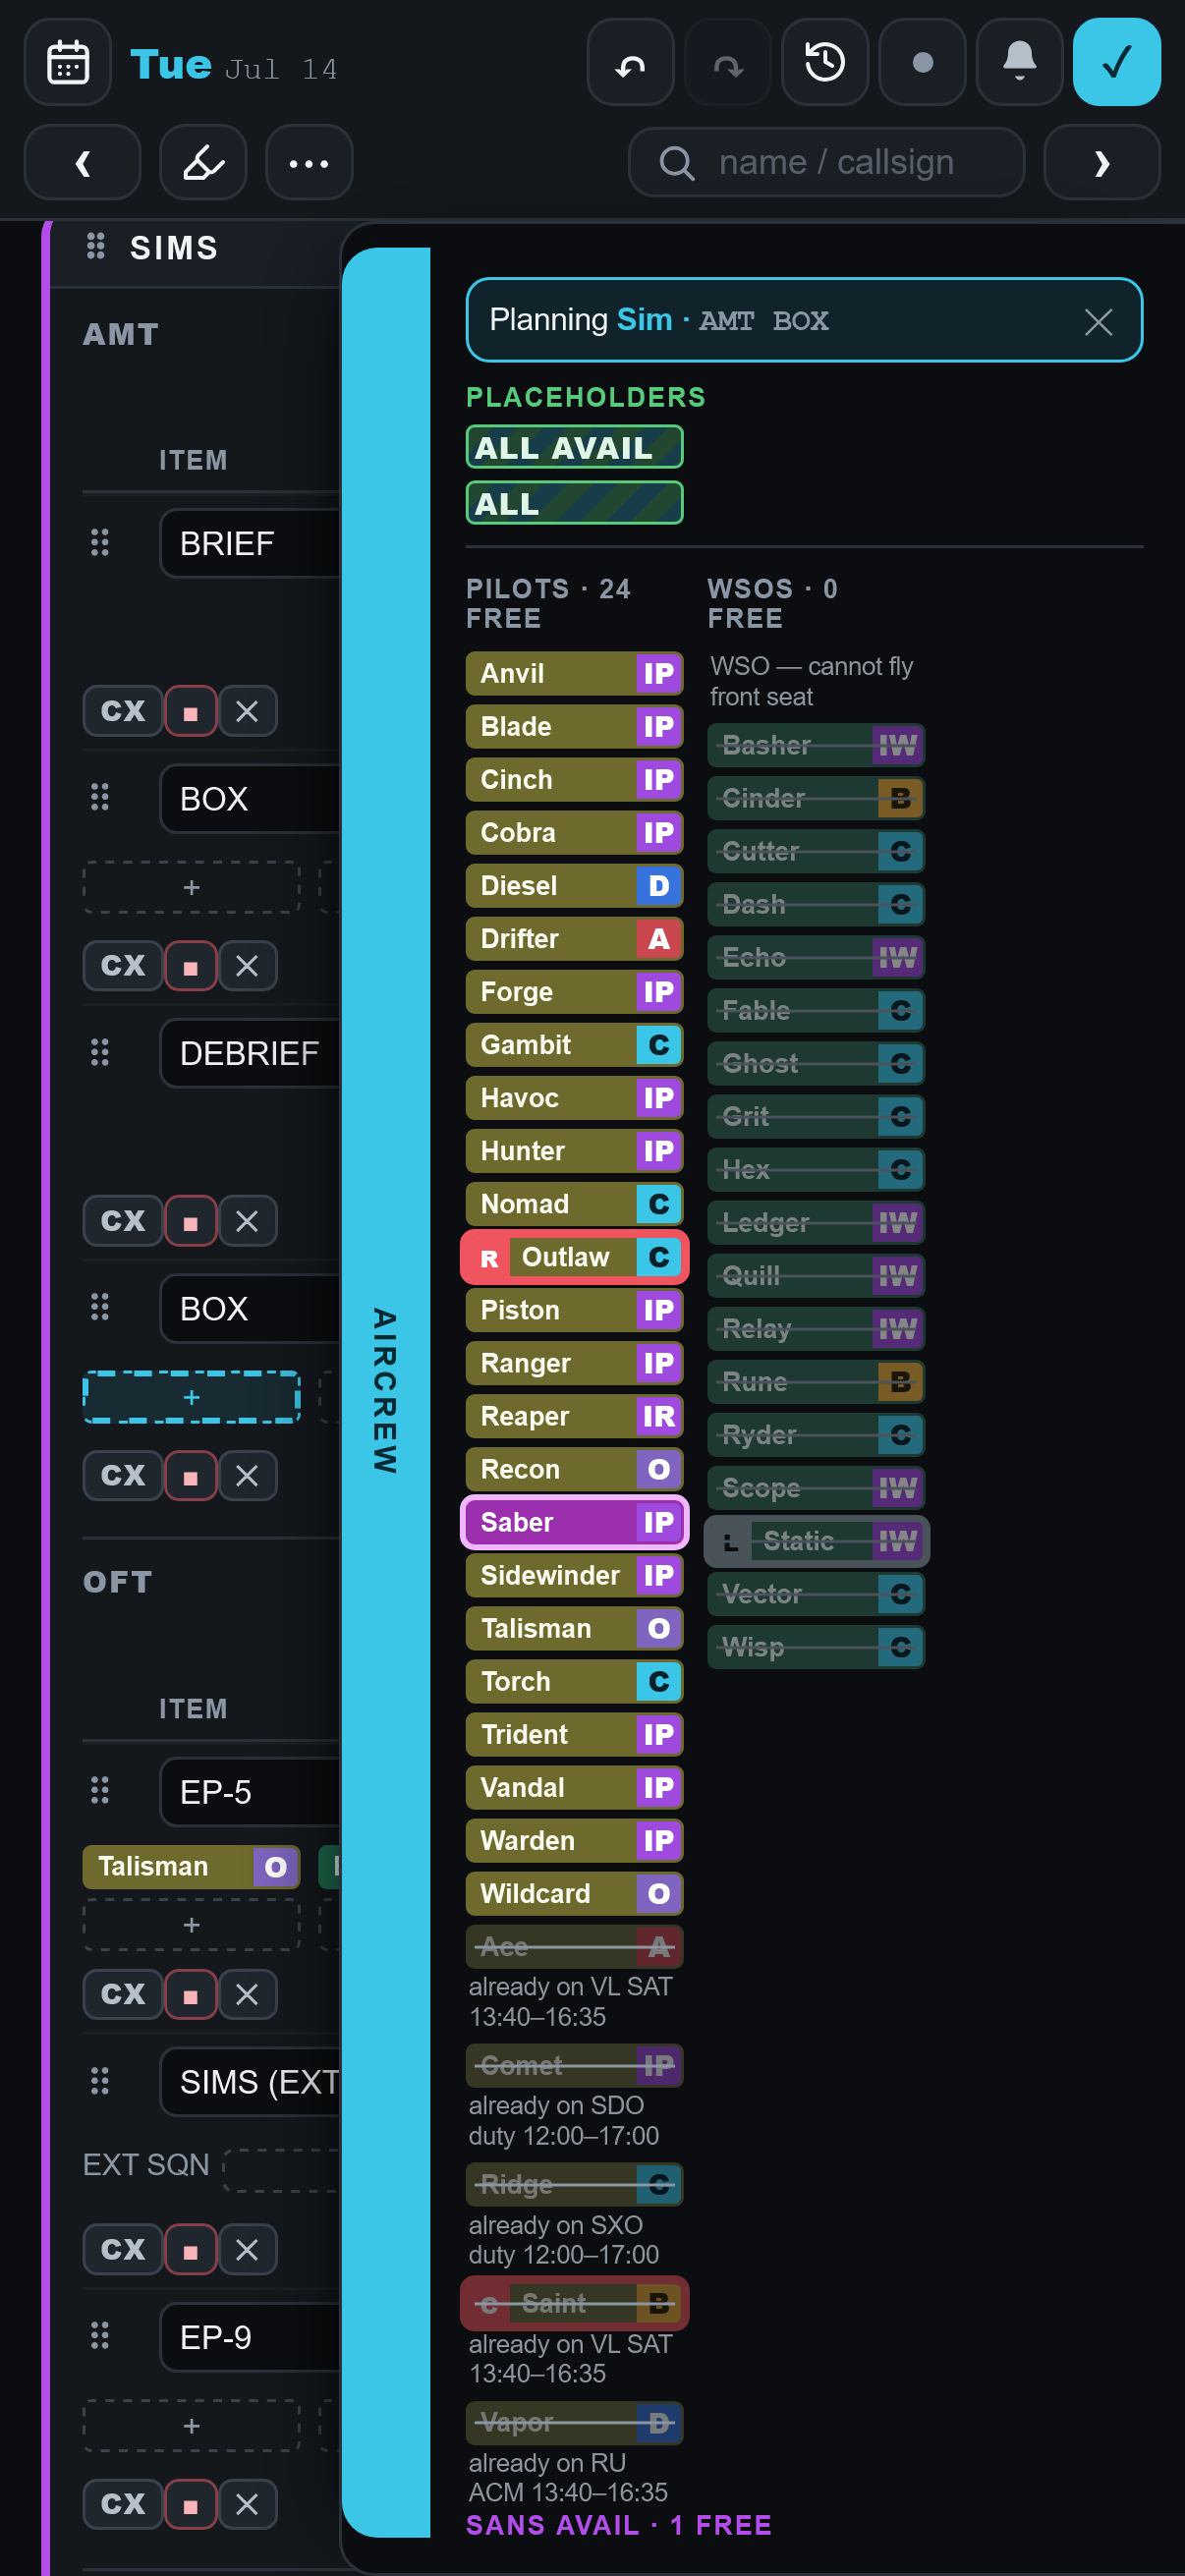 Tue Jul 14
name / callsign
SIMS
AMT
ITEM
BRIEF
CX
BOX
+
CX
DEBRIEF
CX
BOX
+
CX
OFT
ITEM
EP-5
Talisman O
+
CX
SIMS (EXT
EXT SQN
CX
EP-9
+
CX
AIRCREW
Planning Sim · AMT BOX
PLACEHOLDERS
ALL AVAIL
ALL
PILOTS · 24
FREE
Anvil IP
Blade IP
Cinch IP
Cobra IP
Diesel D
Drifter A
Forge IP
Gambit C
Havoc IP
Hunter IP
Nomad C
R Outlaw C
Piston IP
Ranger IP
Reaper IR
Recon O
Saber IP
Sidewinder IP
Talisman O
Torch C
Trident IP
Vandal IP
Warden IP
Wildcard O
Ace A
already on VL SAT
13:40–16:35
Comet IP
already on SDO
duty 12:00–17:00
Ridge C
already on SXO
duty 12:00–17:00
C Saint B
already on VL SAT
13:40–16:35
Vapor D
already on RU
ACM 13:40–16:35
WSOS · 0
FREE
WSO — cannot fly
front seat
Basher IW
Cinder B
Cutter C
Dash C
Echo IW
Fable C
Ghost C
Grit C
Hex C
Ledger IW
Quill IW
Relay IW
Rune B
Ryder C
Scope IW
L Static IW
Vector C
Wisp C
SANS AVAIL · 1 FREE